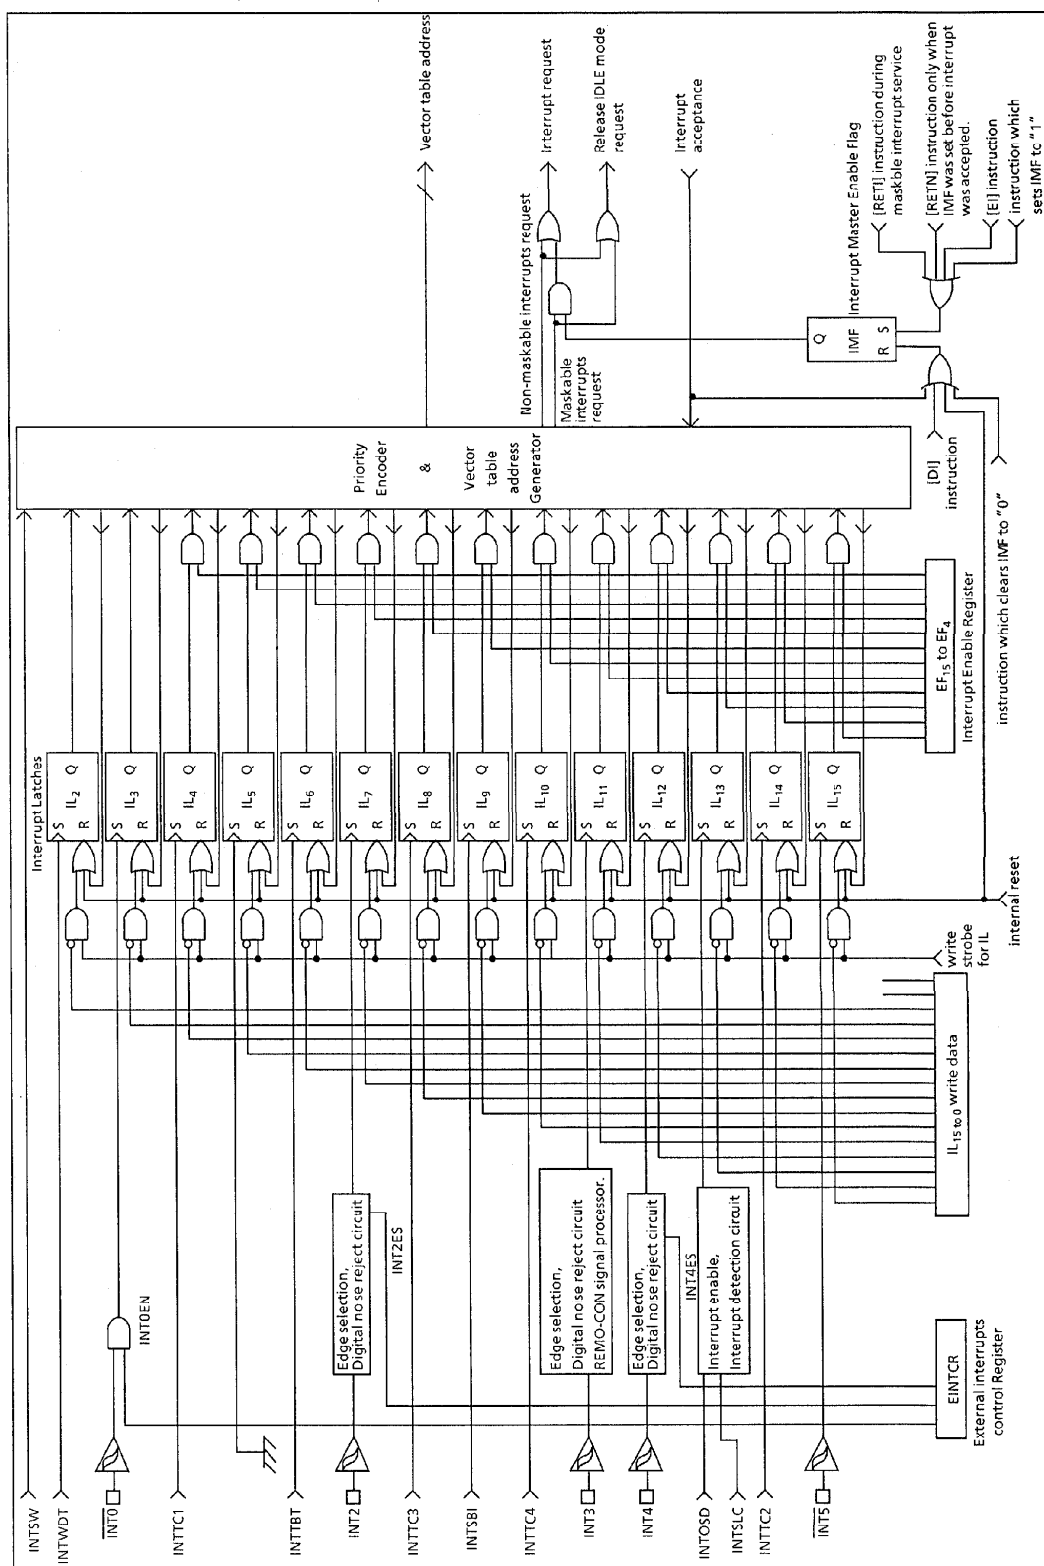 Vector table address
Interrupt request
Release IDLE mode
request
Interrupt
acceptance
[RETI] instruction during
maskble interrupt service
[RETN] instruction only when
IMF was set before interrupt
was accepted.
[EI] instruction
instruction which
sets IMF to "1"
Non-maskable interrupts request
Maskable
interrupts
request
Interrupt Master Enable Flag
Q
IMF
R S
[DI]
instruction
instruction which clears IMF to "0"
Priority
Encoder
&
Vector
table
address
Generator
Interrupt Latches
S IL2 Q
R
S IL3 Q
R
S IL4 Q
R
S IL5 Q
R
S IL6 Q
R
S IL7 Q
R
S IL8 Q
R
S IL9 Q
R
S IL10 Q
R
S IL11 Q
R
S IL12 Q
R
S IL13 Q
R
S IL14 Q
R
S IL15 Q
R
EF15 to EF4
Interrupt Enable Register
internal reset
write
strobe
for IL
IL15 to 0 write data
INT0EN
Edge selection,
Digital nose reject circuit
INT2ES
Edge selection,
Digital nose reject circuit
REMO-CON signal processor.
Edge selection,
Digital nose reject circuit
INT4ES
Interrupt enable,
Interrupt detection circuit
EINTCR
External interrupts
control Register
INTSW
INTWDT
INT0
INTTC1
INTTBT
INT2
INTTC3
INTSBI
INTTC4
INT3
INT4
INTOSD
INTSLC
INTTC2
INT5